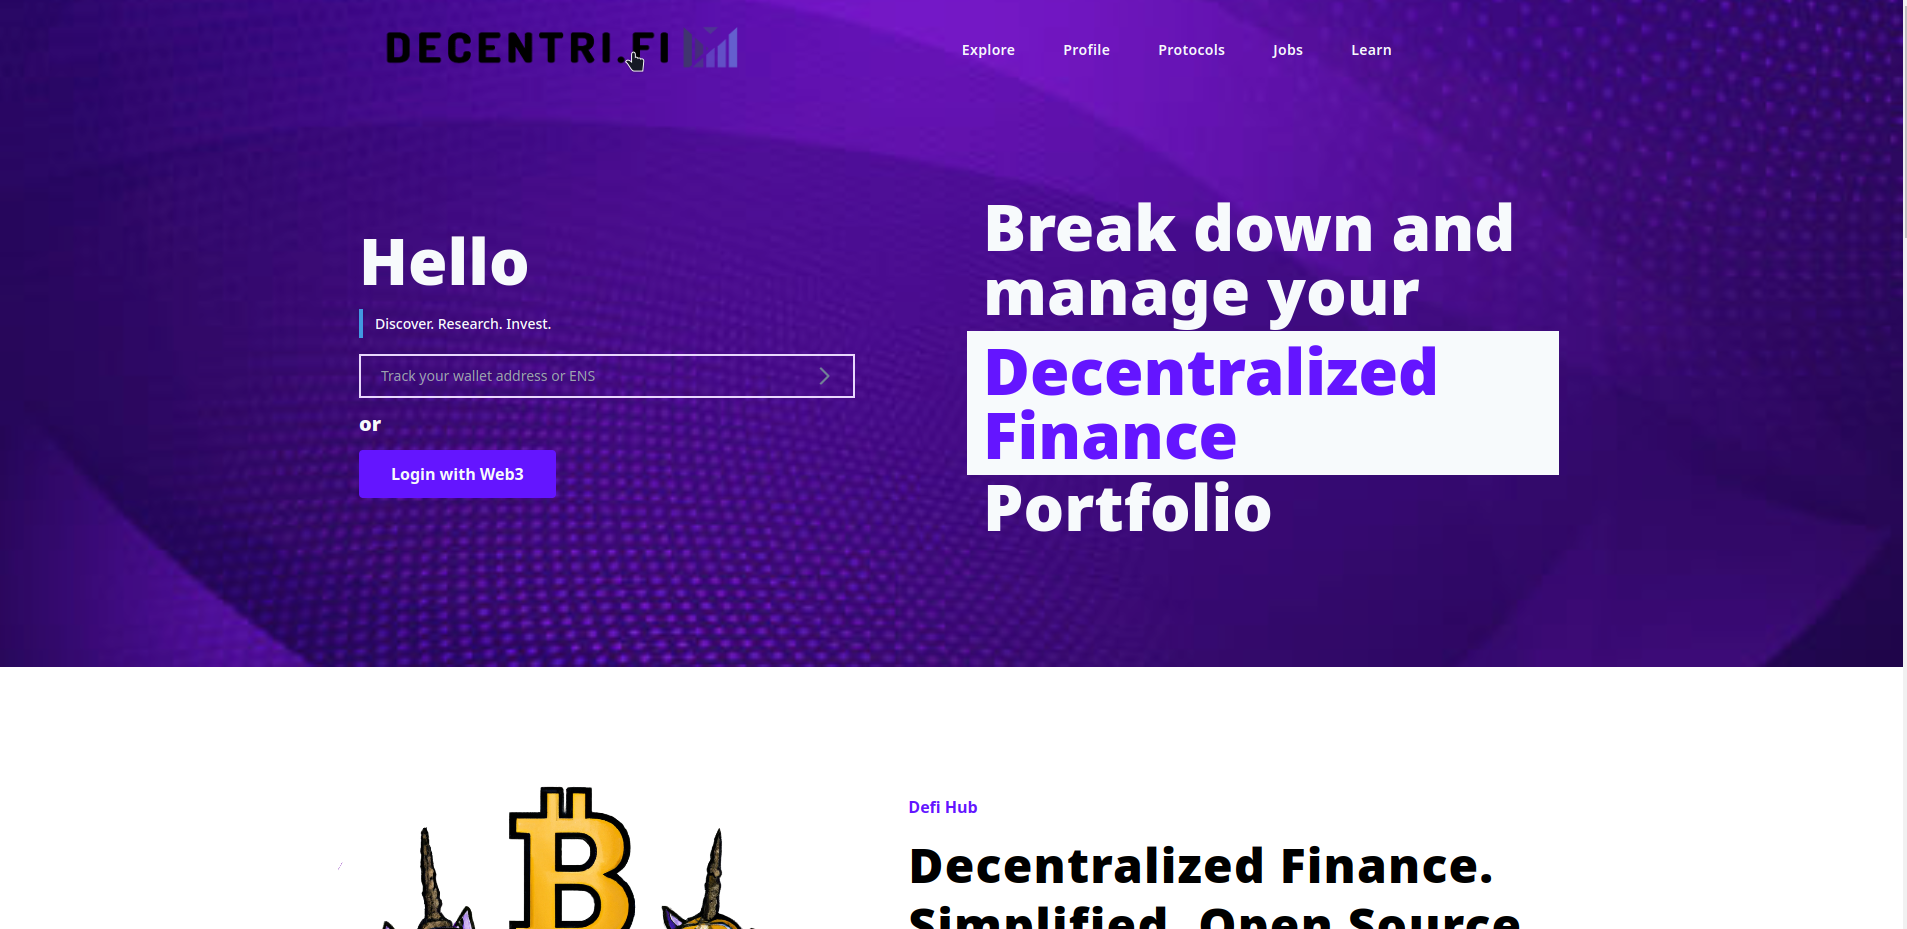 DECENTRI.FI
Explore
Profile
Protocols
Jobs
Learn
Hello
Discover. Research. Invest.
Track your wallet address or ENS
or
Login with Web3
Break down and
manage your
Decentralized
Finance
Portfolio
Defi Hub
Decentralized Finance.
Simplified. Open Source